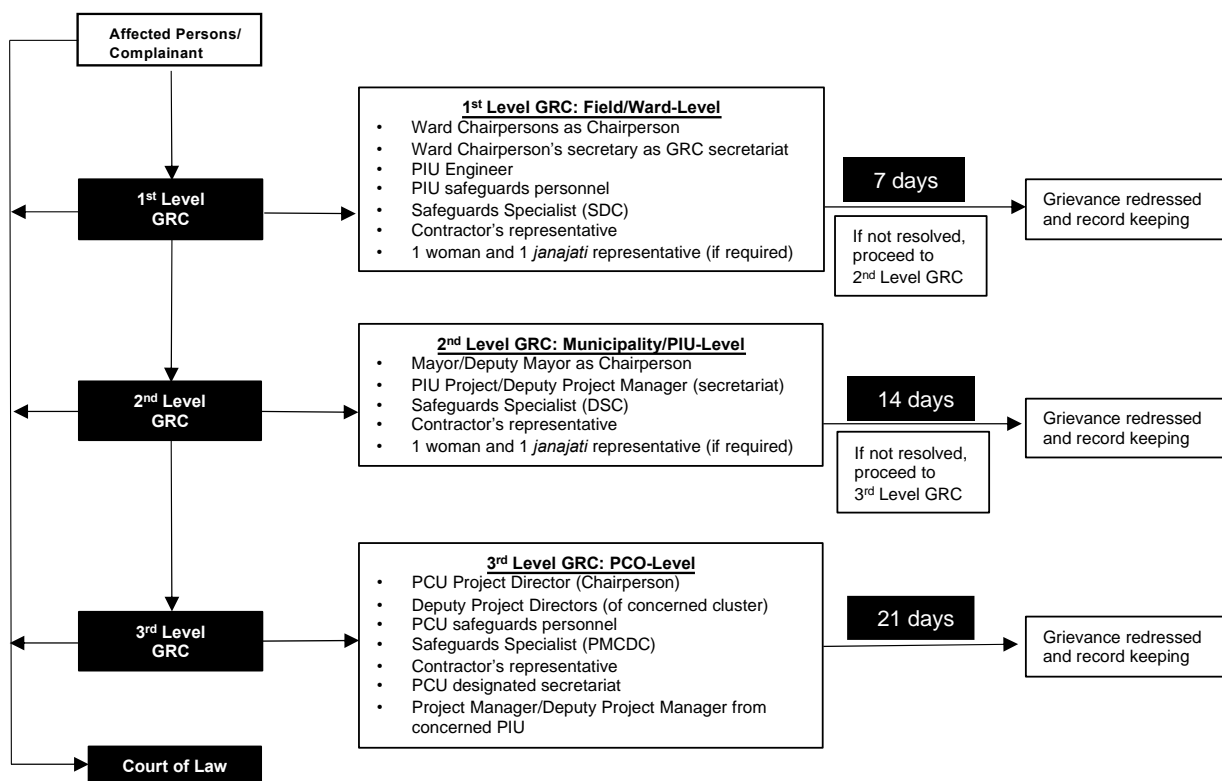 Affected Persons/
Complainant
1st Level GRC: Field/Ward-Level
• Ward Chairpersons as Chairperson
• Ward Chairperson’s secretary as GRC secretariat
• PIU Engineer
• PIU safeguards personnel
• Safeguards Specialist (SDC)
• Contractor’s representative
• 1 woman and 1 janajati representative (if required)
1st Level
GRC
7 days
If not resolved,
proceed to
2nd Level GRC
Grievance redressed
and record keeping
2nd Level GRC: Municipality/PIU-Level
• Mayor/Deputy Mayor as Chairperson
• PIU Project/Deputy Project Manager (secretariat)
• Safeguards Specialist (DSC)
• Contractor’s representative
• 1 woman and 1 janajati representative (if required)
2nd Level
GRC
14 days
If not resolved,
proceed to
3rd Level GRC
Grievance redressed
and record keeping
3rd Level GRC: PCO-Level
• PCU Project Director (Chairperson)
• Deputy Project Directors (of concerned cluster)
• PCU safeguards personnel
• Safeguards Specialist (PMCDC)
• Contractor’s representative
• PCU designated secretariat
• Project Manager/Deputy Project Manager from
concerned PIU
3rd Level
GRC
21 days
Grievance redressed
and record keeping
Court of Law